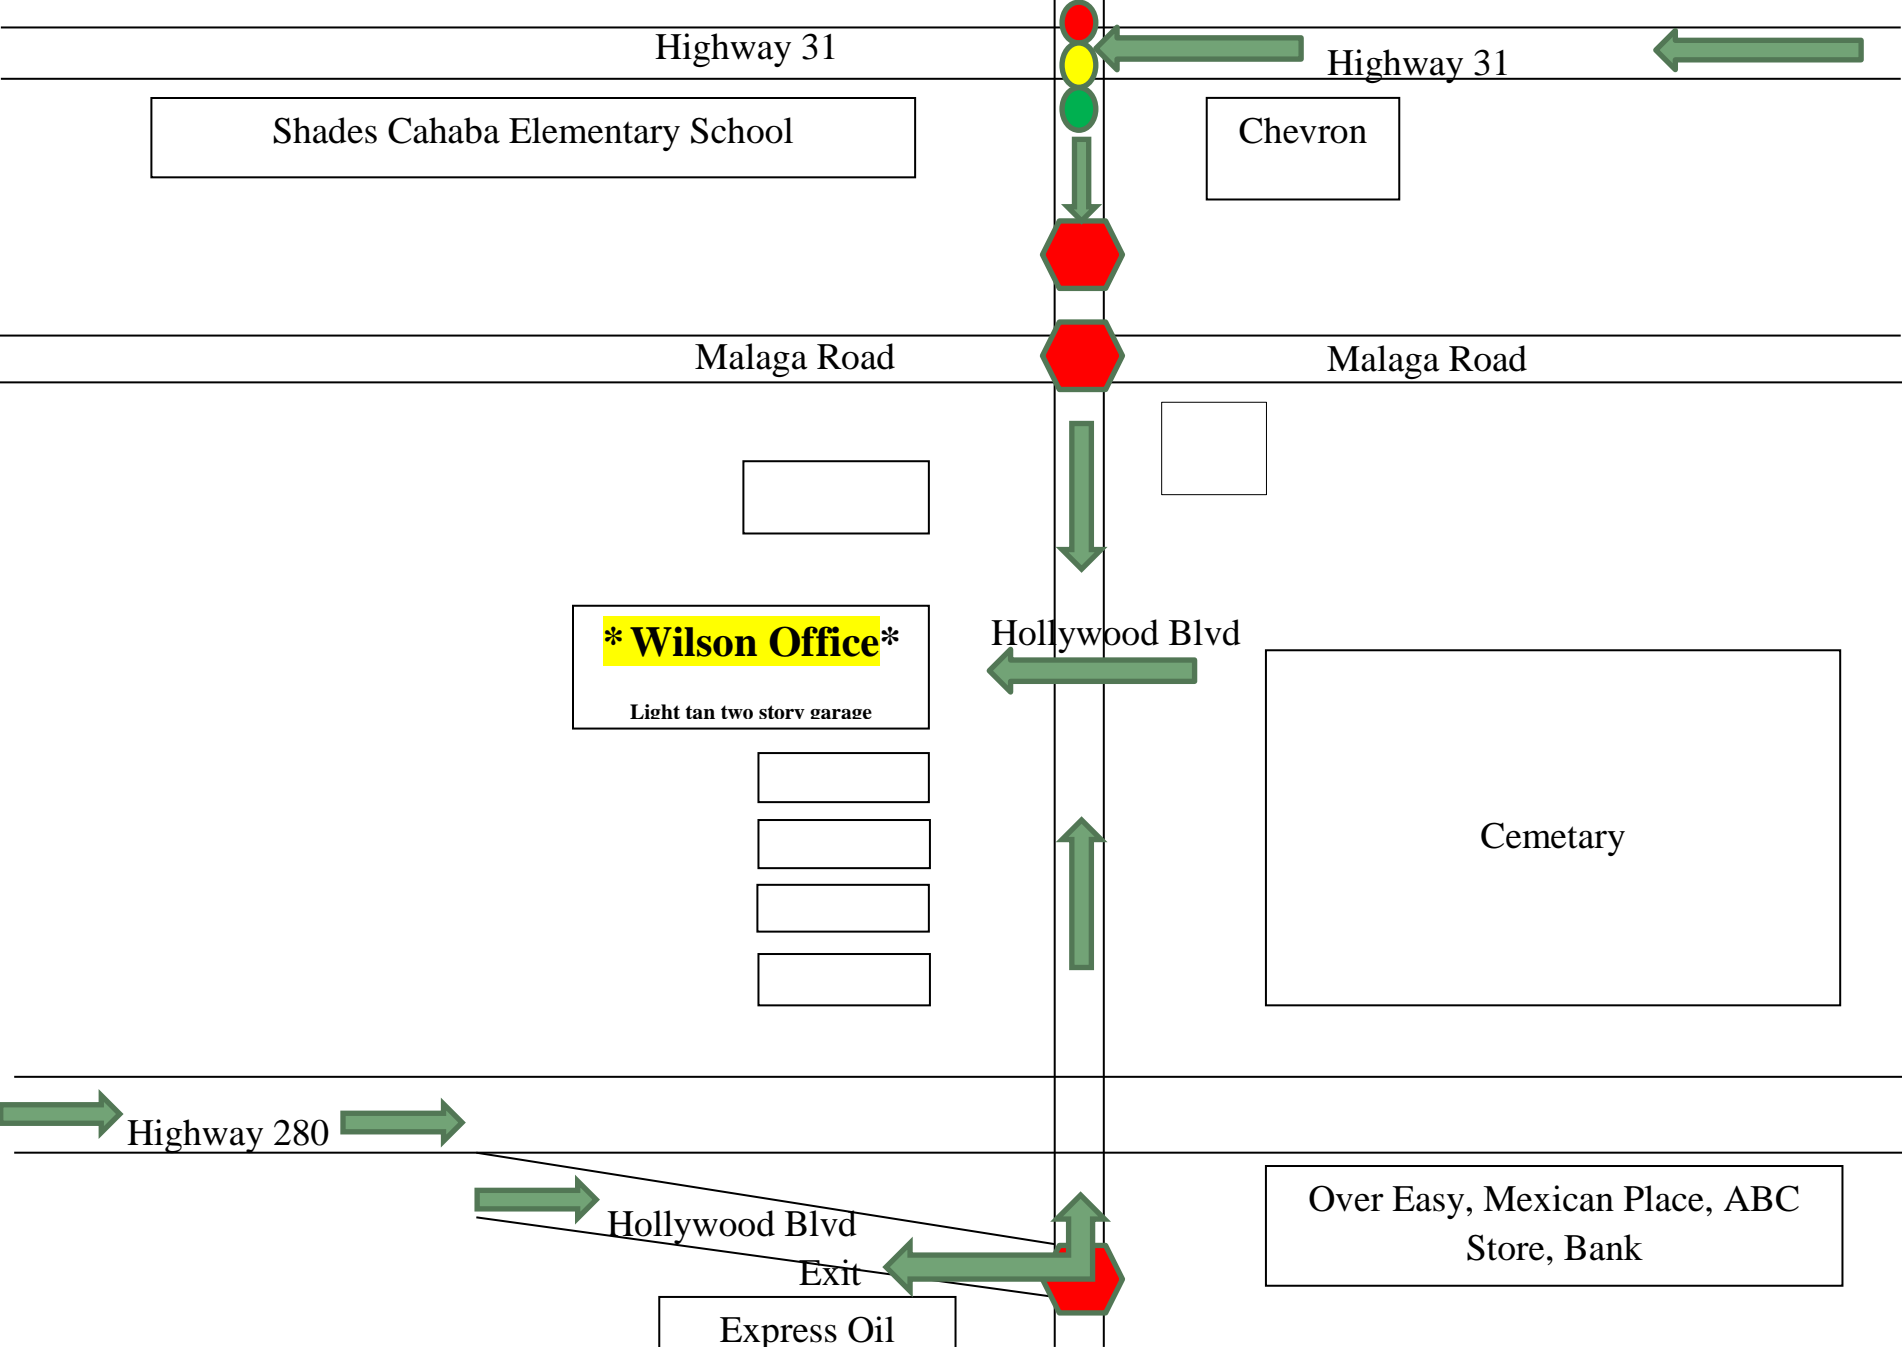 Highway 31
Highway 31
Shades Cahaba Elementary School
Chevron
Malaga Road
Malaga Road
* Wilson Office*
Light tan two story garage
Hollywood Blvd
Cemetary
Highway 280
Hollywood Blvd
Exit
Over Easy, Mexican Place, ABC
Store, Bank
Express Oil